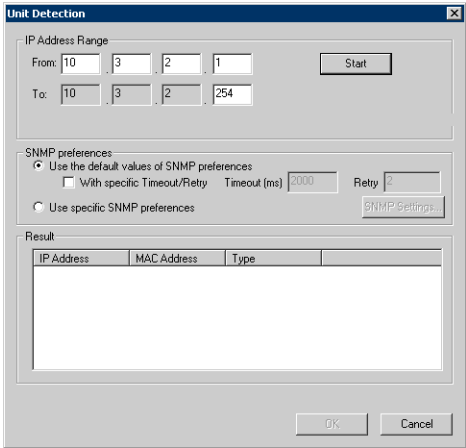 Unit Detection
IP Address Range
From: 10 . 3 . 2 . 1 Start
To: 10 . 3 . 2 . 254
SNMP preferences
Use the default values of SNMP preferences
With specific Timeout/Retry Timeout (ms) 2000 Retry 2
Use specific SNMP preferences SNMP Settings...
Result
IP Address MAC Address Type
OK Cancel